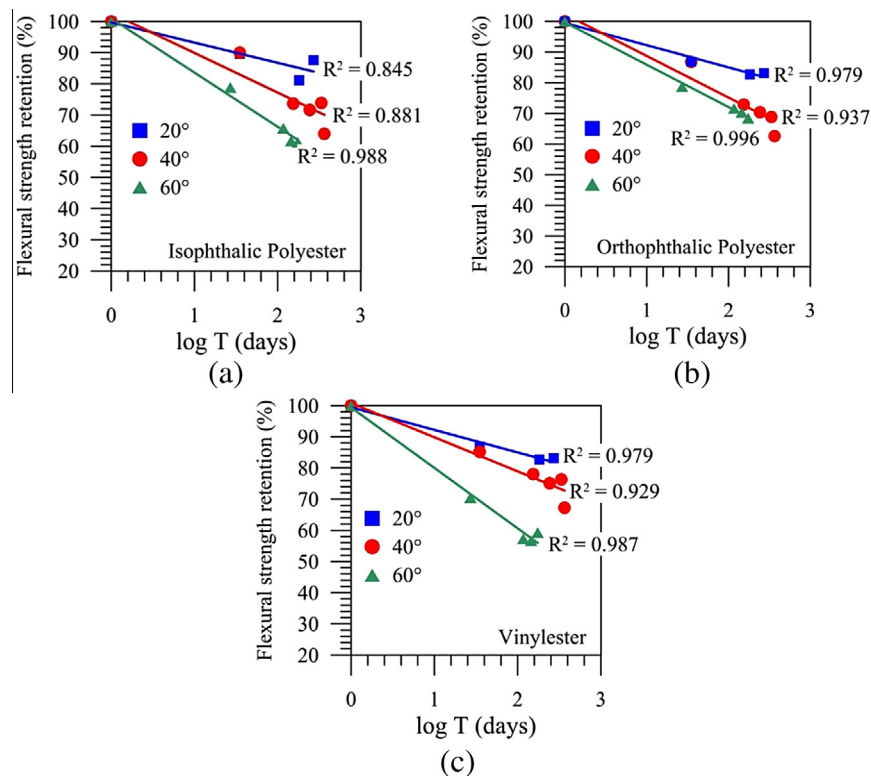 100
90
80
70
60
50
40
30
20
Flexural strength retention (%)
R² = 0.845
R² = 0.881
R² = 0.988
20°
40°
60°
Isophthalic Polyester
0 1 2 3
log T (days)
(a)
100
90
80
70
60
50
40
30
20
Flexural strength retention (%)
R² = 0.979
R² = 0.937
R² = 0.996
20°
40°
60°
Orthophthalic Polyester
0 1 2 3
log T (days)
(b)
100
90
80
70
60
50
40
30
20
Flexural strength retention (%)
R² = 0.979
R² = 0.929
R² = 0.987
20°
40°
60°
Vinylester
0 1 2 3
log T (days)
(c)